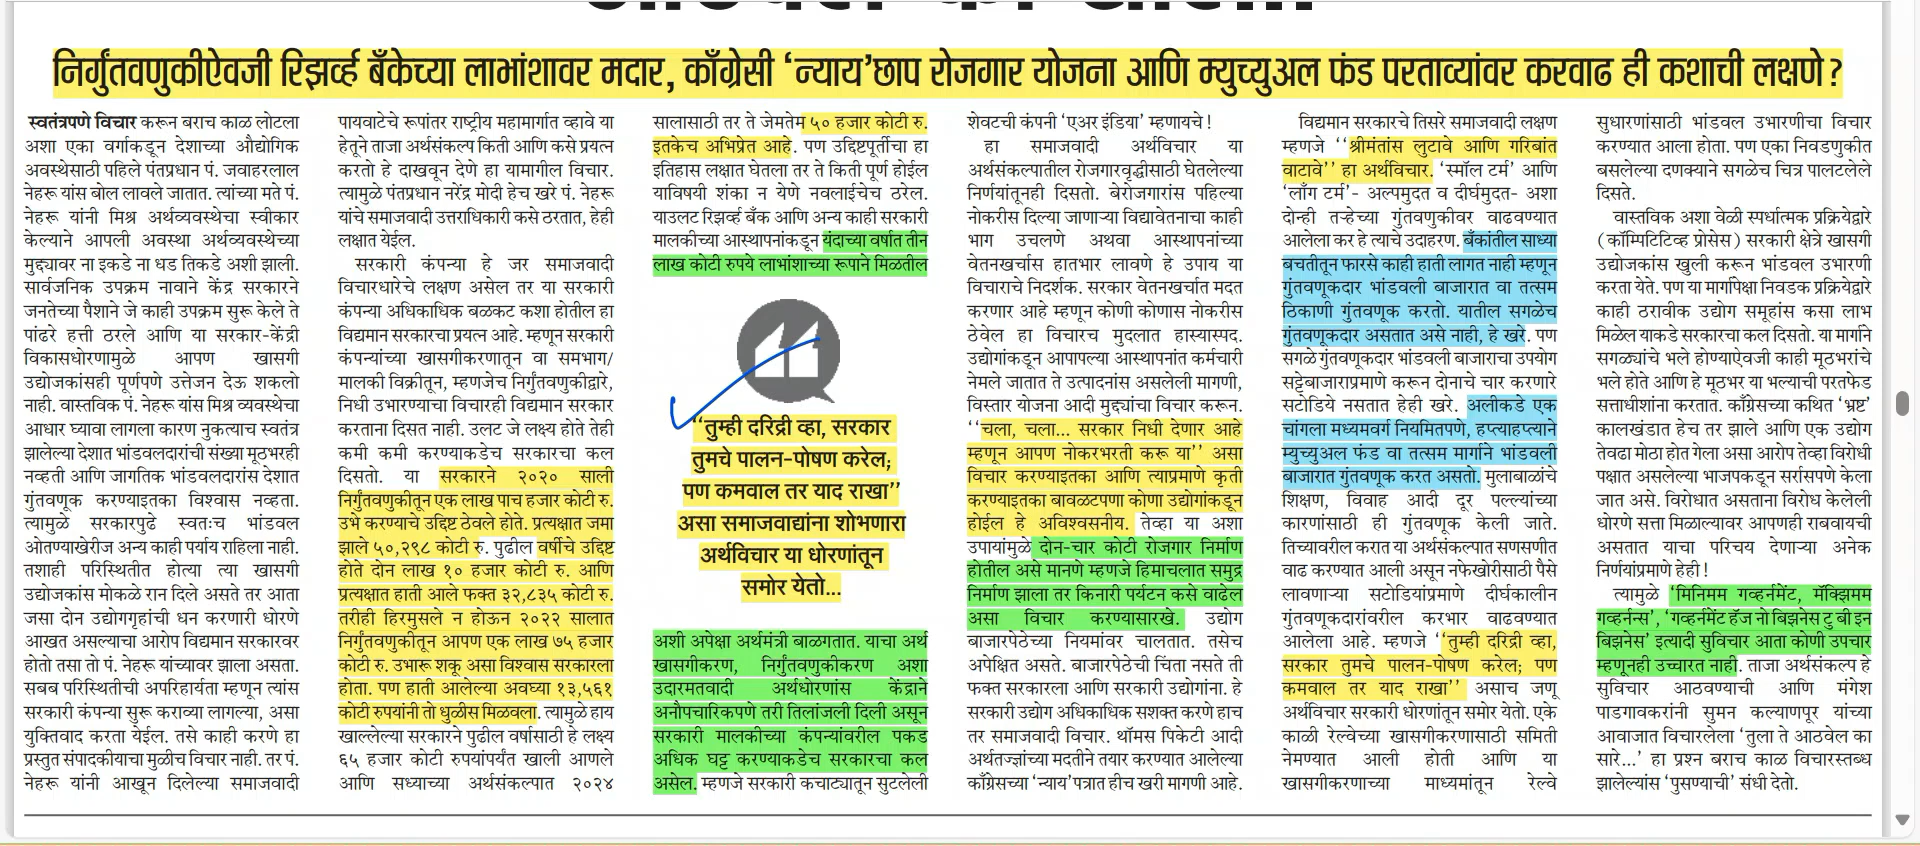 निर्गुंतवणुकीऐवजी रिझर्व्ह बँकेच्या लाभांशावर मदार, काँग्रेसी ‘न्याय’छाप रोजगार योजना आणि म्युच्युअल फंड परताव्यांवर करवाढ ही कशाची लक्षणे?
स्वतंत्रपणे विचार करून बराच काळ लोटला
अशा एका वर्गाकडून देशाच्या औद्योगिक
अवस्थेसाठी पहिले पंतप्रधान पं. जवाहरलाल
नेहरू यांस बोल लावले जातात. त्यांच्या मते पं.
नेहरू यांनी मिश्र अर्थव्यवस्थेचा स्वीकार
केल्याने आपली अवस्था अर्थव्यवस्थेच्या
मुद्द्यावर ना इकडे ना धड तिकडे अशी झाली.
सार्वजनिक उपक्रम नावाने केंद्र सरकारने
जनतेच्या पैशाने जे काही उपक्रम सुरू केले ते
पांढरे हत्ती ठरले आणि या सरकार-केंद्री
विकासधोरणामुळे आपण खासगी
उद्योजकांसही पूर्णपणे उत्तेजन देऊ शकलो
नाही. वास्तविक पं. नेहरू यांस मिश्र व्यवस्थेचा
आधार घ्यावा लागला कारण नुकत्याच स्वतंत्र
झालेल्या देशात भांडवलदारांची संख्या मूठभरही
नव्हती आणि जागतिक भांडवलदारांस देशात
गुंतवणूक करण्याइतका विश्वास नव्हता.
त्यामुळे सरकारपुढे स्वतःच भांडवल
ओतण्याखेरीज अन्य काही पर्याय राहिला नाही.
तशाही परिस्थितीत होत्या त्या खासगी
उद्योजकांस मोकळे रान दिले असते तर आता
जसा दोन उद्योगगृहांची धन करणारी धोरणे
आखत असल्याचा आरोप विद्यमान सरकारवर
होतो तसा तो पं. नेहरू यांच्यावर झाला असता.
सबब परिस्थितीची अपरिहार्यता म्हणून त्यांस
सरकारी कंपन्या सुरू कराव्या लागल्या, असा
युक्तिवाद करता येईल. तसे काही करणे हा
प्रस्तुत संपादकीयाचा मुळीच विचार नाही. तर पं.
नेहरू यांनी आखून दिलेल्या समाजवादी
पायवाटेचे रूपांतर राष्ट्रीय महामार्गात व्हावे या
हेतूने ताजा अर्थसंकल्प किती आणि कसे प्रयत्न
करतो हे दाखवून देणे हा यामागील विचार.
त्यामुळे पंतप्रधान नरेंद्र मोदी हेच खरे पं. नेहरू
यांचे समाजवादी उत्तराधिकारी कसे ठरतात, हेही
लक्षात येईल.
सरकारी कंपन्या हे जर समाजवादी
विचारधारेचे लक्षण असेल तर या सरकारी
कंपन्या अधिकाधिक बळकट कशा होतील हा
विद्यमान सरकारचा प्रयत्न आहे. म्हणून सरकारी
कंपन्यांच्या खासगीकरणातून वा समभाग/
मालकी विक्रीतून, म्हणजेच निर्गुंतवणुकीद्वारे,
निधी उभारण्याचा विचारही विद्यमान सरकार
करताना दिसत नाही. उलट जे लक्ष्य होते तेही
कमी कमी करण्याकडेच सरकारचा कल
दिसतो. या सरकारने २०२० साली
निर्गुंतवणुकीतून एक लाख पाच हजार कोटी रु.
उभे करण्याचे उद्दिष्ट ठेवले होते. प्रत्यक्षात जमा
झाले ५०,२९८ कोटी रु. पुढील वर्षीचे उद्दिष्ट
होते दोन लाख १० हजार कोटी रु. आणि
प्रत्यक्षात हाती आले फक्त ३२,८३५ कोटी रु.
तरीही हिरमुसले न होऊन २०२२ सालात
निर्गुंतवणुकीतून आपण एक लाख ७५ हजार
कोटी रु. उभारू शकू असा विश्वास सरकारला
होता. पण हाती आलेल्या अवघ्या १३,५६१
कोटी रुपयांनी तो धुळीस मिळवला. त्यामुळे हाय
खाल्लेल्या सरकारने पुढील वर्षासाठी हे लक्ष्य
६५ हजार कोटी रुपयांपर्यंत खाली आणले
आणि सध्याच्या अर्थसंकल्पात २०२४
सालासाठी तर ते जेमतेम ५० हजार कोटी रु.
इतकेच अभिप्रेत आहे. पण उद्दिष्टपूर्तीचा हा
इतिहास लक्षात घेतला तर ते किती पूर्ण होईल
याविषयी शंका न येणे नवलाईचेच ठरेल.
याउलट रिझर्व्ह बँक आणि अन्य काही सरकारी
मालकीच्या आस्थापनांकडून यंदाच्या वर्षात तीन
लाख कोटी रुपये लाभांशाच्या रूपाने मिळतील
‘‘तुम्ही दरिद्री व्हा, सरकार
तुमचे पालन-पोषण करेल;
पण कमवाल तर याद राखा’’
असा समाजवाद्यांना शोभणारा
अर्थविचार या धोरणांतून
समोर येतो...
अशी अपेक्षा अर्थमंत्री बाळगतात. याचा अर्थ
खासगीकरण, निर्गुंतवणुकीकरण अशा
उदारमतवादी अर्थधोरणांस केंद्राने
अनौपचारिकपणे तरी तिलांजली दिली असून
सरकारी मालकीच्या कंपन्यांवरील पकड
अधिक घट्ट करण्याकडेच सरकारचा कल
असेल. म्हणजे सरकारी कचाट्यातून सुटलेली
शेवटची कंपनी ‘एअर इंडिया’ म्हणायचे!
हा समाजवादी अर्थविचार या
अर्थसंकल्पातील रोजगारवृद्धीसाठी घेतलेल्या
निर्णयांतूनही दिसतो. बेरोजगारांस पहिल्या
नोकरीस दिल्या जाणाऱ्या विद्यावेतनाचा काही
भाग उचलणे अथवा आस्थापनांच्या
वेतनखर्चास हातभार लावणे हे उपाय या
विचाराचे निदर्शक. सरकार वेतनखर्चात मदत
करणार आहे म्हणून कोणी कोणास नोकरीस
ठेवेल हा विचारच मुदलात हास्यास्पद.
उद्योगांकडून आपापल्या आस्थापनांत कर्मचारी
नेमले जातात ते उत्पादनांस असलेली मागणी,
विस्तार योजना आदी मुद्द्यांचा विचार करून.
‘‘चला, चला... सरकार निधी देणार आहे
म्हणून आपण नोकरभरती करू या’’ असा
विचार करण्याइतका आणि त्याप्रमाणे कृती
करण्याइतका बावळटपणा कोणा उद्योगांकडून
होईल हे अविश्वसनीय. तेव्हा या अशा
उपायांमुळे दोन-चार कोटी रोजगार निर्माण
होतील असे मानणे म्हणजे हिमाचलात समुद्र
निर्माण झाला तर किनारी पर्यटन कसे वाढेल
असा विचार करण्यासारखे. उद्योग
बाजारपेठेच्या नियमांवर चालतात. तसेच
अपेक्षित असते. बाजारपेठेची चिंता नसते ती
फक्त सरकारला आणि सरकारी उद्योगांना. हे
सरकारी उद्योग अधिकाधिक सशक्त करणे हाच
तर समाजवादी विचार. थॉमस पिकेटी आदी
अर्थतज्ज्ञांच्या मदतीने तयार करण्यात आलेल्या
काँग्रेसच्या ‘न्याय’पत्रात हीच खरी मागणी आहे.
विद्यमान सरकारचे तिसरे समाजवादी लक्षण
म्हणजे ‘‘श्रीमंतांस लुटावे आणि गरिबांत
वाटावे’’ हा अर्थविचार. ‘स्मॉल टर्म’ आणि
‘लाँग टर्म’- अल्पमुदत व दीर्घमुदत- अशा
दोन्ही तऱ्हेच्या गुंतवणुकीवर वाढवण्यात
आलेला कर हे त्याचे उदाहरण. बँकांतील साध्या
बचतीतून फारसे काही हाती लागत नाही म्हणून
गुंतवणूकदार भांडवली बाजारात वा तत्सम
ठिकाणी गुंतवणूक करतो. यातील सगळेच
गुंतवणूकदार असतात असे नाही, हे खरे. पण
सगळे गुंतवणूकदार भांडवली बाजाराचा उपयोग
सट्टेबाजाराप्रमाणे करून दोनाचे चार करणारे
सटोडिये नसतात हेही खरे. अलीकडे एक
चांगला मध्यमवर्ग नियमितपणे, हप्त्याहप्त्याने
म्युच्युअल फंड वा तत्सम मार्गाने भांडवली
बाजारात गुंतवणूक करत असतो. मुलाबाळांचे
शिक्षण, विवाह आदी दूर पल्ल्यांच्या
कारणांसाठी ही गुंतवणूक केली जाते.
तिच्यावरील करात या अर्थसंकल्पात सणसणीत
वाढ करण्यात आली असून नफेखोरीसाठी पैसे
लावणाऱ्या सटोडियांप्रमाणे दीर्घकालीन
गुंतवणूकदारांवरील करभार वाढवण्यात
आलेला आहे. म्हणजे ‘‘तुम्ही दरिद्री व्हा,
सरकार तुमचे पालन-पोषण करेल; पण
कमवाल तर याद राखा’’ असाच जणू
अर्थविचार सरकारी धोरणांतून समोर येतो. एके
काळी रेल्वेच्या खासगीकरणासाठी समिती
नेमण्यात आली होती आणि या
खासगीकरणाच्या माध्यमांतून रेल्वे
सुधारणांसाठी भांडवल उभारणीचा विचार
करण्यात आला होता. पण एका निवडणुकीत
बसलेल्या दणक्याने सगळेच चित्र पालटलेले
दिसते.
वास्तविक अशा वेळी स्पर्धात्मक प्रक्रियेद्वारे
(कॉम्पिटिटिव्ह प्रोसेस) सरकारी क्षेत्रे खासगी
उद्योजकांस खुली करून भांडवल उभारणी
करता येते. पण या मार्गापेक्षा निवडक प्रक्रियेद्वारे
काही ठरावीक उद्योग समूहांस कसा लाभ
मिळेल याकडे सरकारचा कल दिसतो. या मार्गाने
सगळ्यांचे भले होण्याऐवजी काही मूठभरांचे
भले होते आणि हे मूठभर या भल्याची परतफेड
सत्ताधीशांना करतात. काँग्रेसच्या कथित ‘भ्रष्ट’
कालखंडात हेच तर झाले आणि एक उद्योग
तेवढा मोठा होत गेला असा आरोप तेव्हा विरोधी
पक्षात असलेल्या भाजपकडून सर्रासपणे केला
जात असे. विरोधात असताना विरोध केलेली
धोरणे सत्ता मिळाल्यावर आपणही राबवायची
असतात याचा परिचय देणाऱ्या अनेक
निर्णयांप्रमाणे हेही!
त्यामुळे ‘मिनिमम गव्हर्नमेंट, मॅक्झिमम
गव्हर्नन्स’, ‘गव्हर्नमेंट हॅज नो बिझनेस टु बी इन
बिझनेस’ इत्यादी सुविचार आता कोणी उपचार
म्हणूनही उच्चारत नाही. ताजा अर्थसंकल्प हे
सुविचार आठवण्याची आणि मंगेश
पाडगावकरांनी सुमन कल्याणपूर यांच्या
आवाजात विचारलेला ‘तुला ते आठवेल का
सारे...’ हा प्रश्न बराच काळ विचारस्तब्ध
झालेल्यांस ‘पुसण्याची’ संधी देतो.